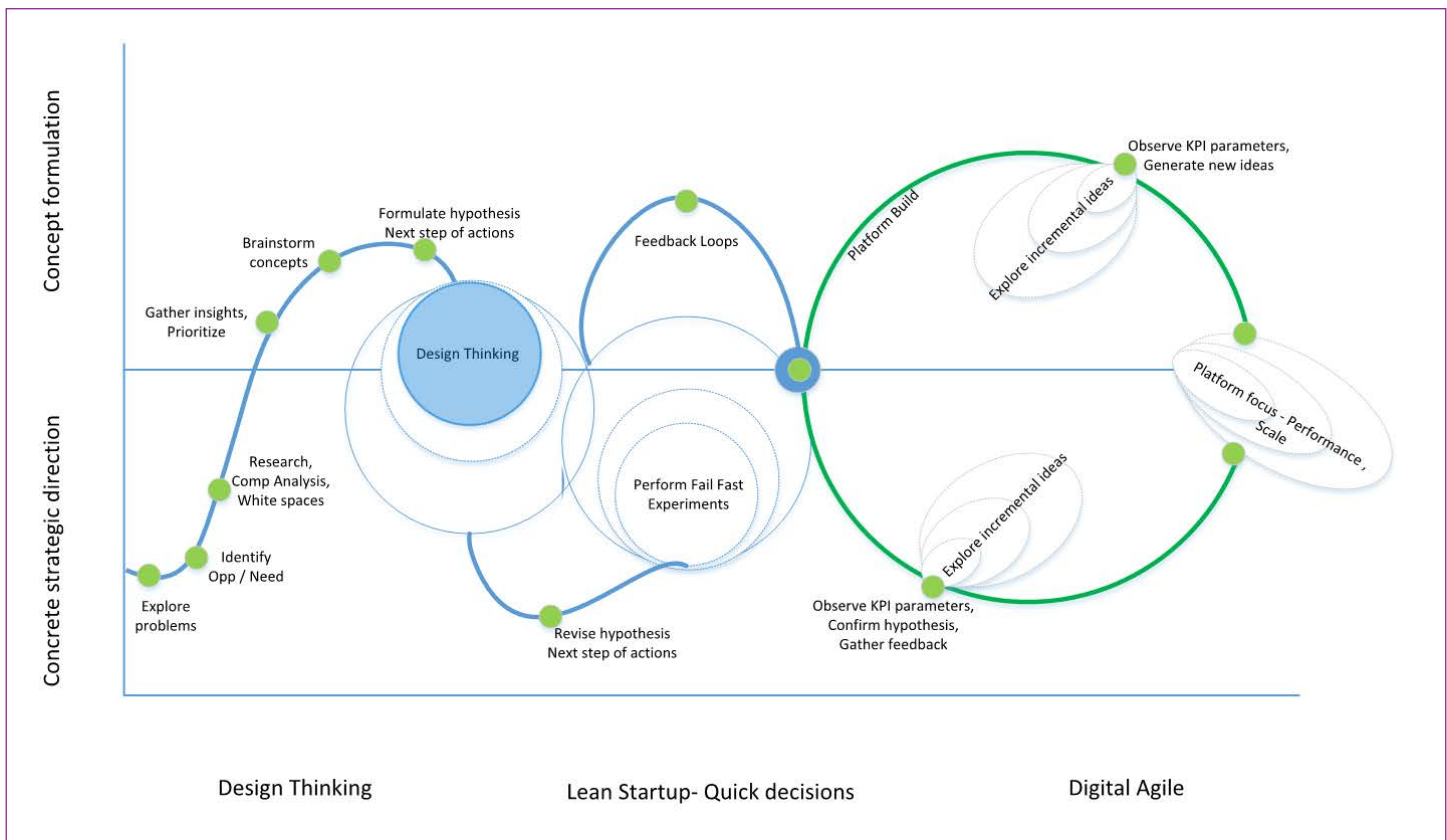 Concept formulation
Concrete strategic direction
Explore
problems
Identify
Opp / Need
Research,
Comp Analysis,
White spaces
Gather insights,
Prioritize
Brainstorm
concepts
Formulate hypothesis
Next step of actions
Design Thinking
Revise hypothesis
Next step of actions
Perform Fail Fast
Experiments
Feedback Loops
Platform Build
Explore incremental ideas
Observe KPI parameters,
Generate new ideas
Platform focus - Performance ,
Scale
Explore incremental ideas
Observe KPI parameters,
Confirm hypothesis,
Gather feedback
Design Thinking
Lean Startup- Quick decisions
Digital Agile